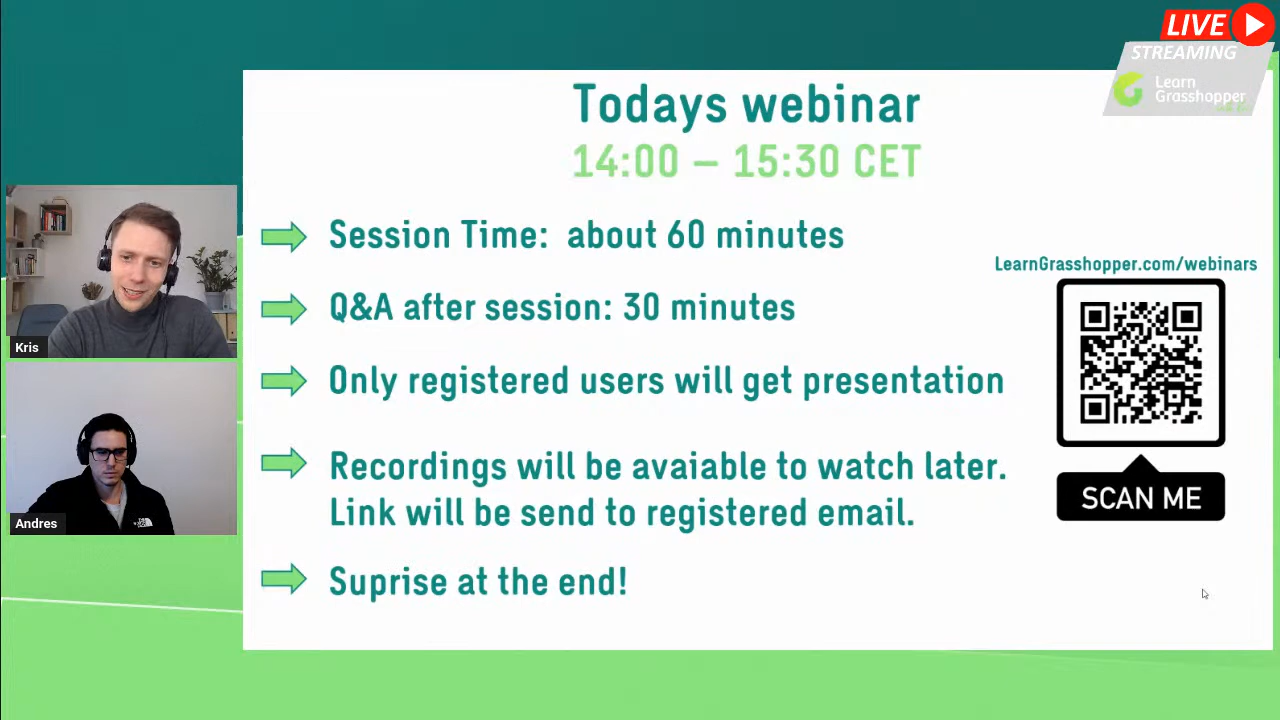 LIVE
STREAMING
Learn
Grasshopper
Todays webinar
14:00 – 15:30 CET
Session Time: about 60 minutes
Q&A after session: 30 minutes
Only registered users will get presentation
Recordings will be avaiable to watch later.
Link will be send to registered email.
Suprise at the end!
LearnGrasshopper.com/webinars
SCAN ME
Kris
Andres